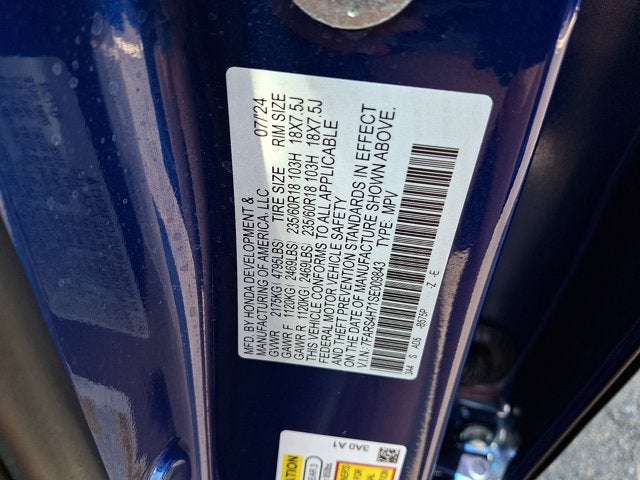 MFD BY HONDA DEVELOPMENT & 07/'24
MANUFACTURING OF AMERICA, LLC
TIRE SIZE RIM SIZE
GVWR 2175KG( 4795LBS)
GAWR F 1120KG( 2469LBS) 235/60R18 103H 18X7.5J
GAWR R 1120KG( 2469LBS) 235/60R18 103H 18X7.5J
THIS VEHICLE CONFORMS TO ALL APPLICABLE
FEDERAL MOTOR VEHICLE SAFETY
AND THEFT PREVENTION STANDARDS IN EFFECT
ON THE DATE OF MANUFACTURE SHOWN ABOVE.
V.I.N. 7FARS4H71SE009843 TYPE: MPV
3A4 S AD5 -B575P -Z -E
3A0 A1